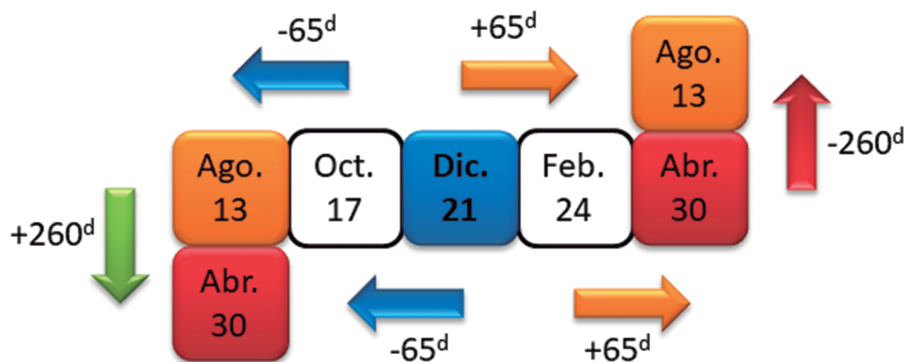 -65ᵈ
+65ᵈ
Ago.
13
-260ᵈ
Ago.
13
Oct.
17
Dic.
21
Feb.
24
Abr.
30
+260ᵈ
Abr.
30
-65ᵈ
+65ᵈ